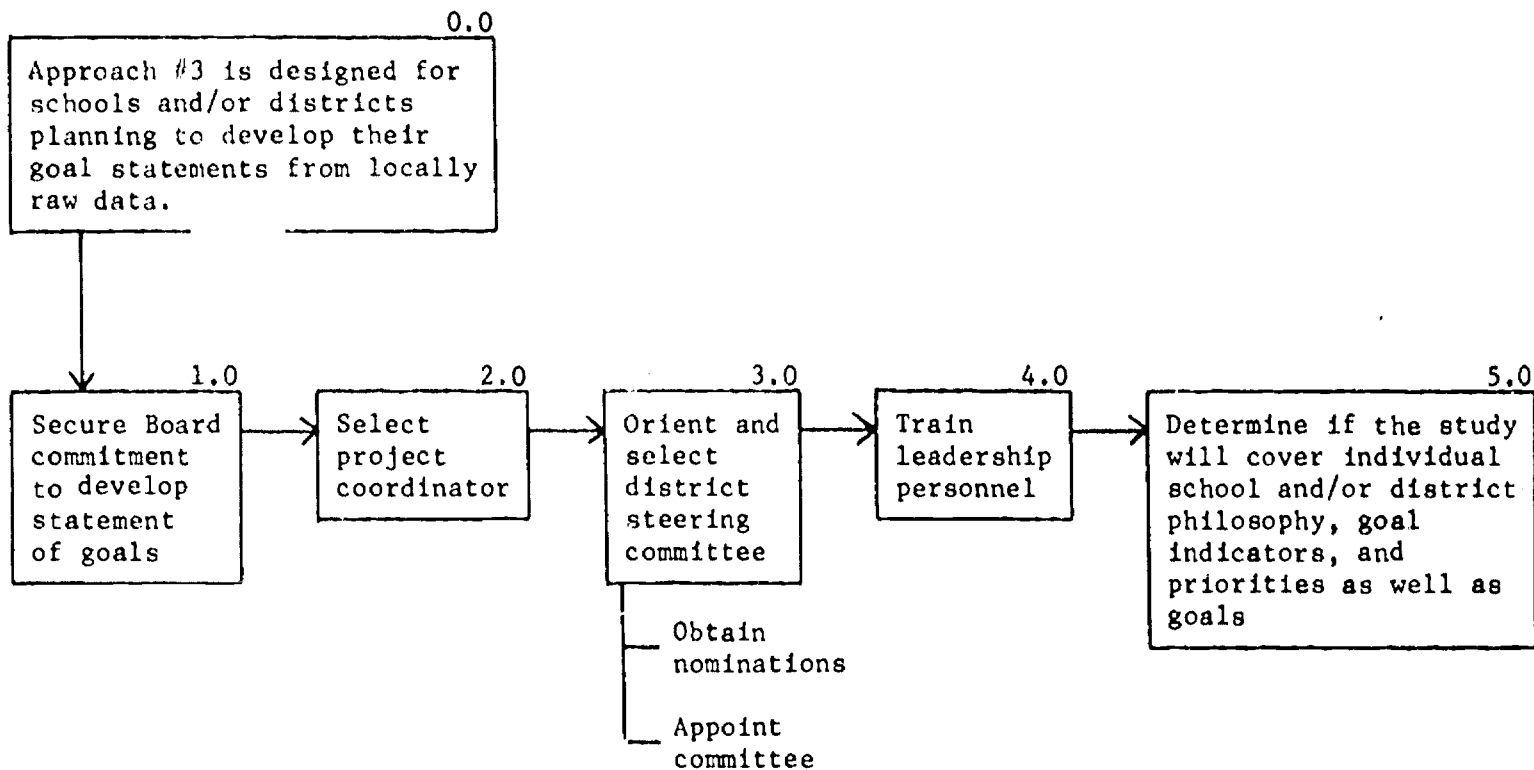 0.0
Approach #3 is designed for
schools and/or districts
planning to develop their
goal statements from locally
raw data.
1.0
Secure Board
commitment
to develop
statement
of goals
2.0
Select
project
coordinator
3.0
Orient and
select
district
steering
committee
Obtain
nominations
Appoint
committee
4.0
Train
leadership
personnel
5.0
Determine if the study
will cover individual
school and/or district
philosophy, goal
indicators, and
priorities as well as
goals